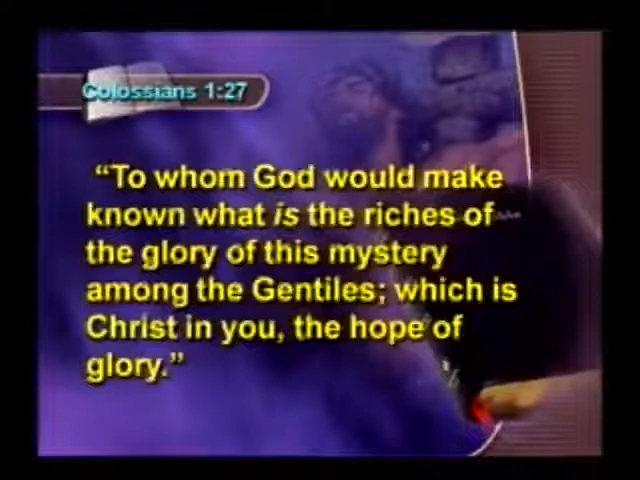 Colossians 1:27
“To whom God would make
known what is the riches of
the glory of this mystery
among the Gentiles; which is
Christ in you, the hope of
glory.”